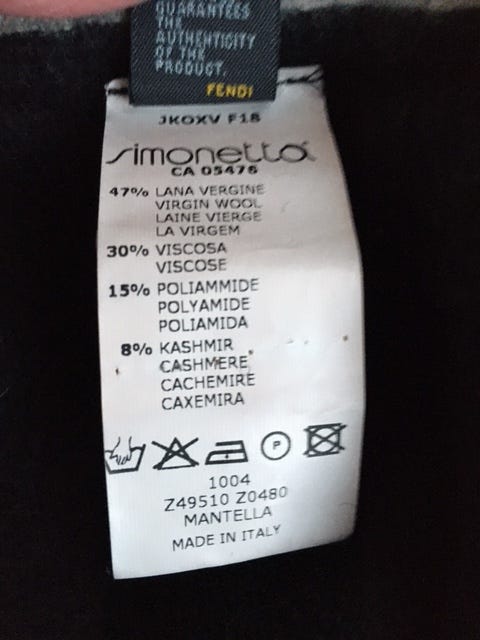 GUARANTEES
THE
AUTHENTICITY
OF THE
PRODUCT.
FENDI
JKOXV F18
simonetta
CA 05476
47% LANA VERGINE
VIRGIN WOOL
LAINE VIERGE
LA VIRGEM
30% VISCOSA
VISCOSE
15% POLIAMMIDE
POLYAMIDE
POLIAMIDA
8% KASHMIR
CASHMERE
CACHEMIRE
CAXEMIRA
P
1004
Z49510 Z0480
MANTELLA
MADE IN ITALY